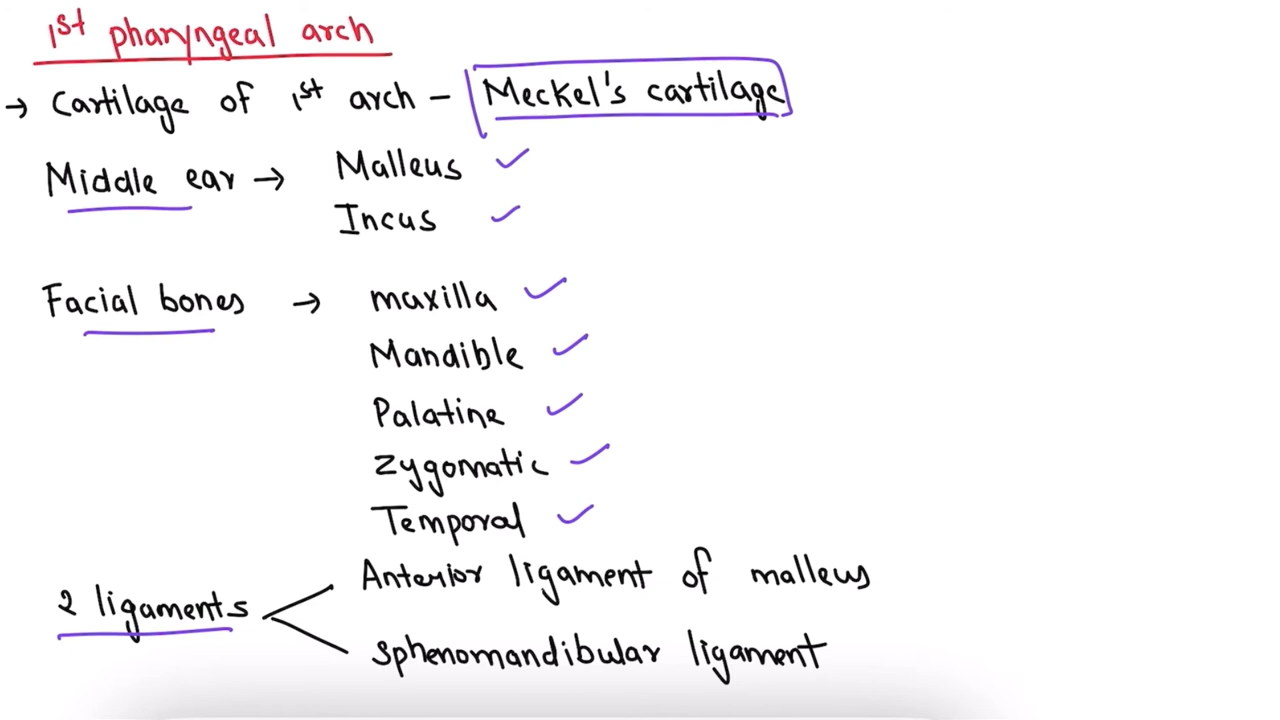 1st pharyngeal arch
→ Cartilage of 1st arch – Meckel's cartilage
Middle ear → Malleus ✓
Incus ✓
Facial bones → maxilla ✓
Mandible ✓
Palatine ✓
Zygomatic ✓
Temporal ✓
2 ligaments
Anterior ligament of malleus
sphenomandibular ligament